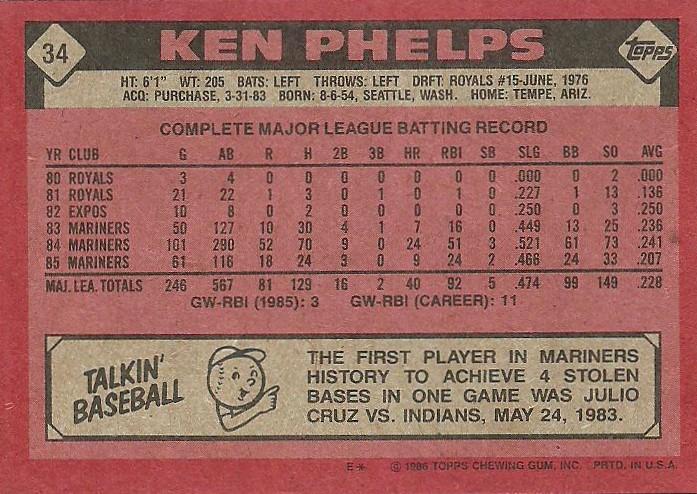 34
KEN PHELPS
TOPPS
HT: 6'1" WT: 205 BATS: LEFT THROWS: LEFT DRFT: ROYALS #15-JUNE, 1976
ACQ: PURCHASE, 3-31-83 BORN: 8-6-54, SEATTLE, WASH. HOME: TEMPE, ARIZ.
COMPLETE MAJOR LEAGUE BATTING RECORD
YR CLUB G AB R H 2B 3B HR RBI SB SLG BB SO AVG
80 ROYALS 3 4 0 0 0 0 0 0 0 .000 0 2 .000
81 ROYALS 21 22 1 3 0 1 0 1 0 .227 1 13 .136
82 EXPOS 10 8 0 2 0 0 0 0 0 .250 0 3 .250
83 MARINERS 50 127 10 30 4 1 7 16 0 .449 13 25 .236
84 MARINERS 101 290 52 70 9 0 24 51 3 .521 61 73 .241
85 MARINERS 61 116 18 24 3 0 9 24 2 .466 24 33 .207
MAJ. LEA. TOTALS 246 567 81 129 16 2 40 92 5 .474 99 149 .228
GW-RBI (1985): 3 GW-RBI (CAREER): 11
TALKIN'
BASEBALL
THE FIRST PLAYER IN MARINERS
HISTORY TO ACHIEVE 4 STOLEN
BASES IN ONE GAME WAS JULIO
CRUZ VS. INDIANS, MAY 24, 1983.
E* © 1986 TOPPS CHEWING GUM, INC. PRTD. IN U.S.A.